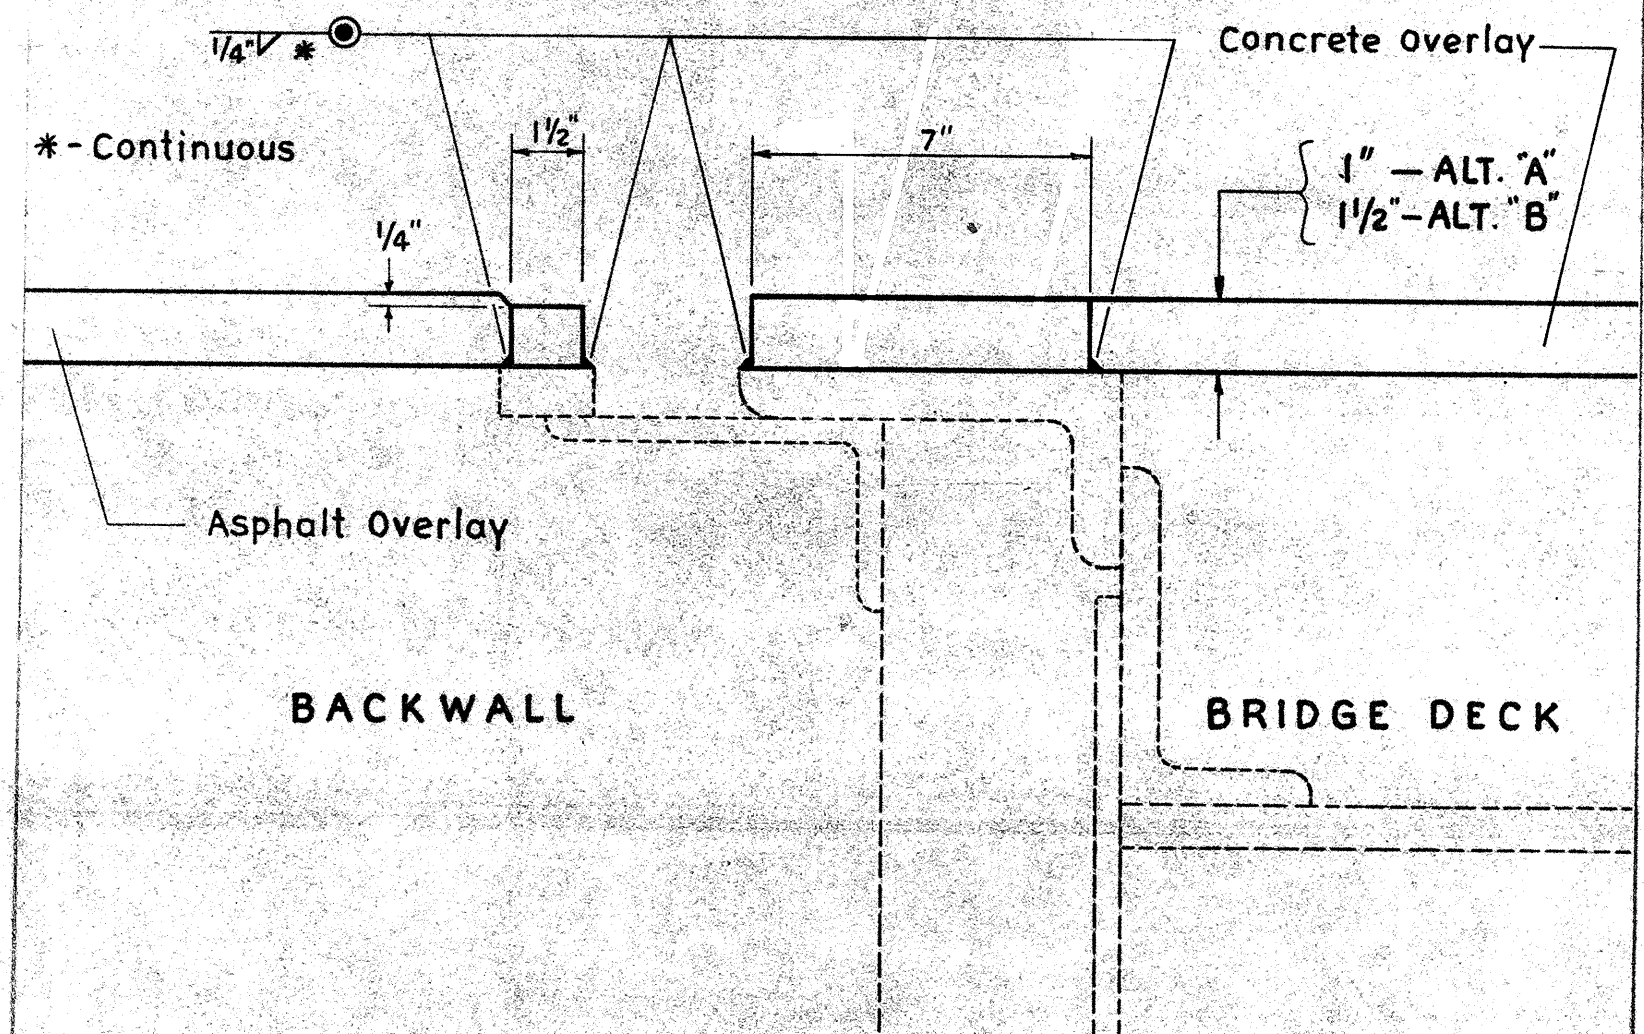 1/4" *
Concrete Overlay
* - Continuous
1 1/2"
7"
1" — ALT. "A"
1 1/2" — ALT. "B"
1/4"
Asphalt Overlay
BACKWALL
BRIDGE DECK